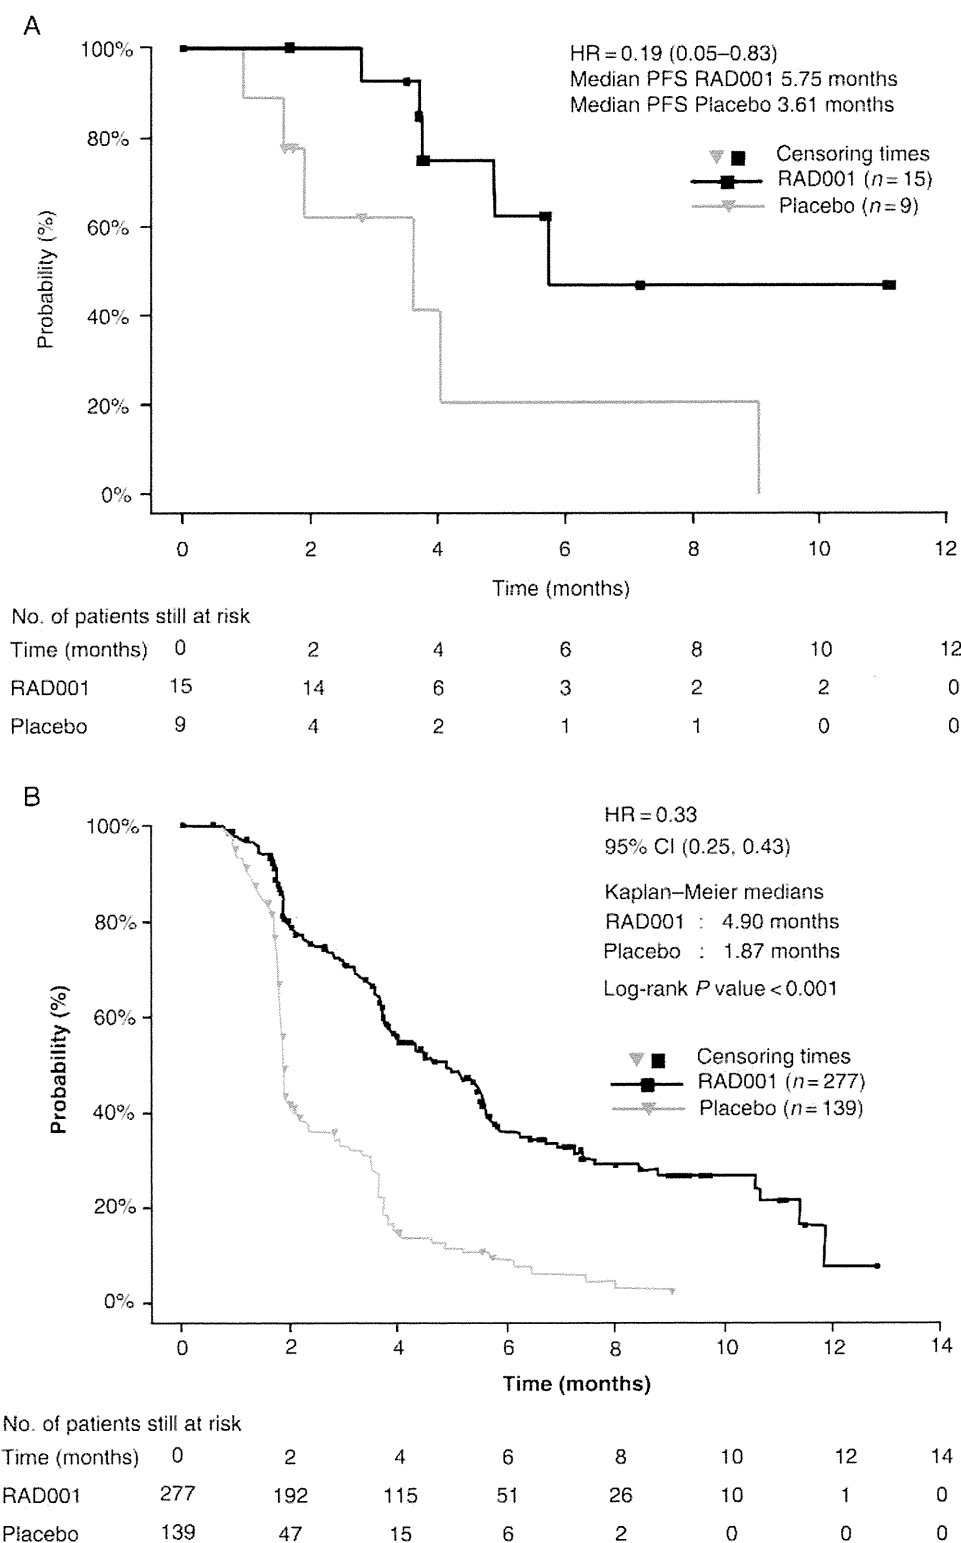 A
HR = 0.19 (0.05–0.83)
Median PFS RAD001 5.75 months
Median PFS Placebo 3.61 months
Censoring times
RAD001 (n = 15)
Placebo (n = 9)
100%
80%
60%
40%
20%
0%
Probability (%)
0 2 4 6 8 10 12
Time (months)
No. of patients still at risk
Time (months) 0 2 4 6 8 10 12
RAD001 15 14 6 3 2 2 0
Placebo 9 4 2 1 1 0 0
B
HR = 0.33
95% CI (0.25, 0.43)
Kaplan–Meier medians
RAD001 : 4.90 months
Placebo : 1.87 months
Log-rank P value < 0.001
Censoring times
RAD001 (n = 277)
Placebo (n = 139)
100%
80%
60%
40%
20%
0%
Probability (%)
0 2 4 6 8 10 12 14
Time (months)
No. of patients still at risk
Time (months) 0 2 4 6 8 10 12 14
RAD001 277 192 115 51 26 10 1 0
Placebo 139 47 15 6 2 0 0 0